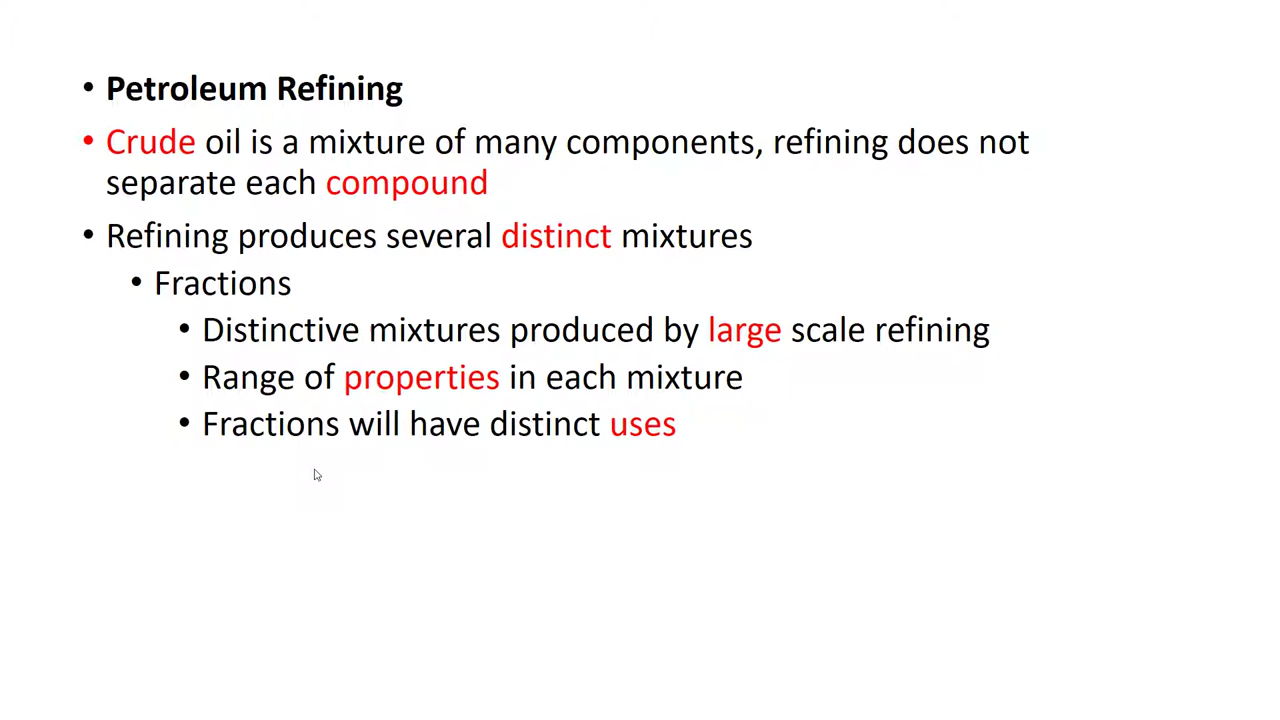 • Petroleum Refining
• Crude oil is a mixture of many components, refining does not
separate each compound
• Refining produces several distinct mixtures
• Fractions
• Distinctive mixtures produced by large scale refining
• Range of properties in each mixture
• Fractions will have distinct uses